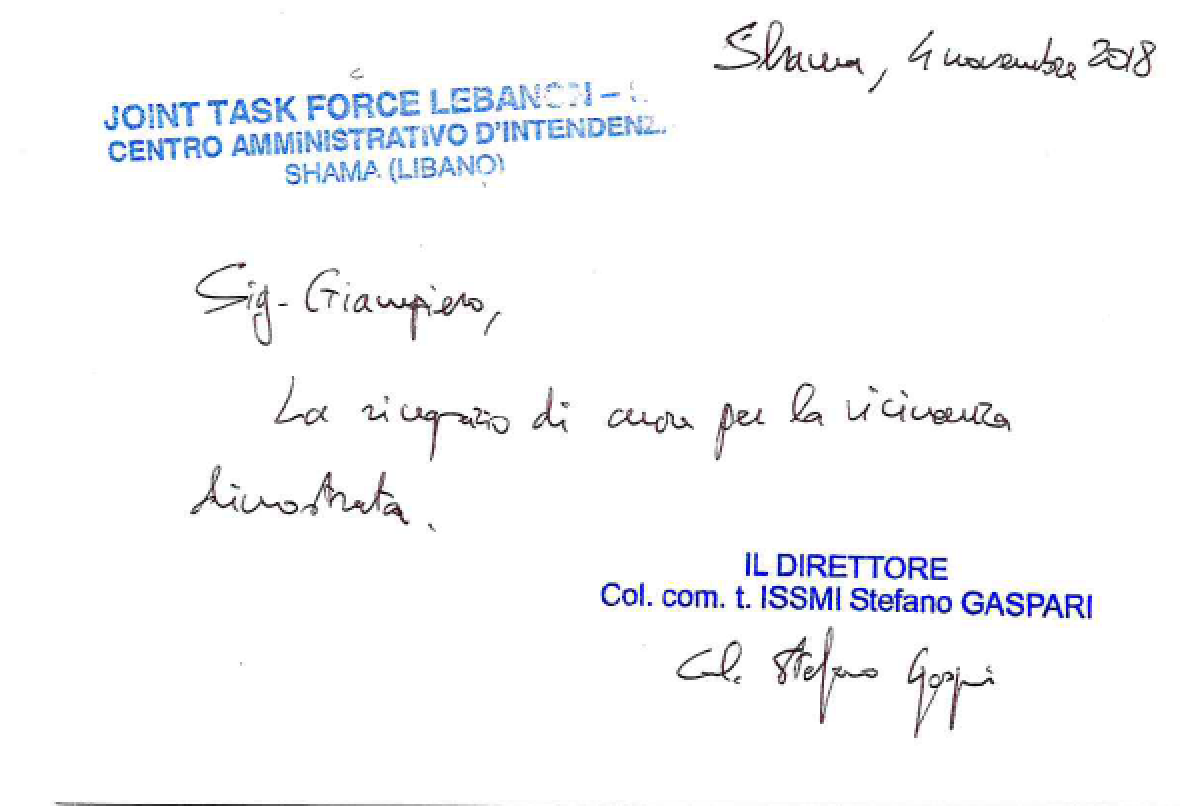 Shama, 4 novembre 2018
JOINT TASK FORCE LEBANON –
CENTRO AMMINISTRATIVO D'INTENDENZ.
SHAMA (LIBANO)
Sig. Giampiero,
La ringrazio di cuore per la vicinanza
dimostrata.
IL DIRETTORE
Col. com. t. ISSMI Stefano GASPARI
Col. Stefano Gaspari